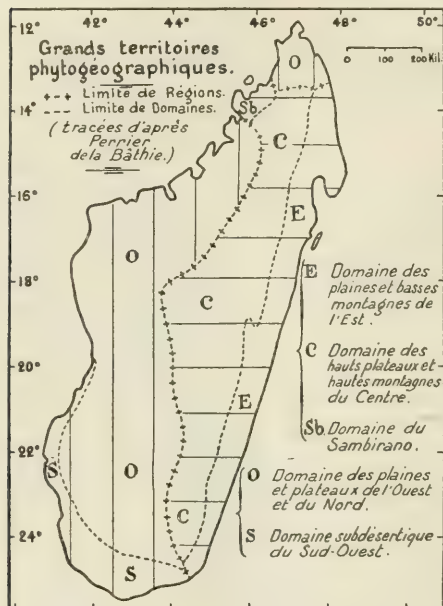 42° 44° 46° 48° 50°
12°
14°
16°
18°
20°
22°
24°
Grands territoires
phytogéographiques.
Limite de Régions.
Limite de Domaines.
(tracées d'après
Perrier
de la Bâthie.)
0 100 200 Kil.
O
Sb.
C
E
O
C
E
S
O
C
S
E Domaine des
plaines et basses
montagnes de
l'Est.
C Domaine des
hauts plateaux et
hautes montagnes
du Centre.
Sb. Domaine du
Sambirano.
O Domaine des plaines
et plateaux de l'Ouest
et du Nord.
S Domaine subdésertique
du Sud-Ouest.